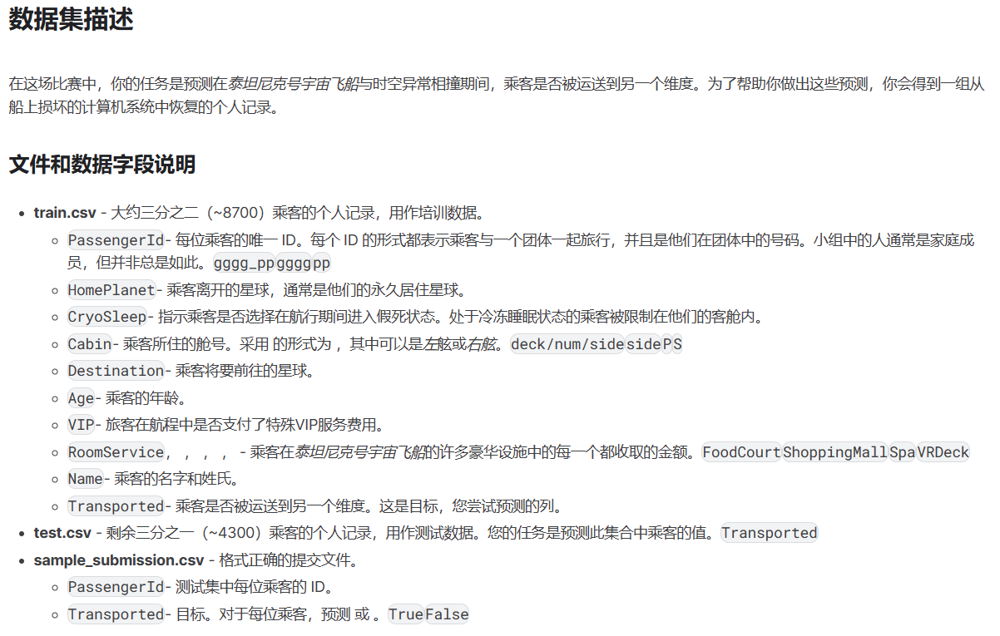 数据集描述
在这场比赛中，你的任务是预测在泰坦尼克号宇宙飞船与时空异常相撞期间，乘客是否被运送到另一个维度。为了帮助你做出这些预测，你会得到一组从
船上损坏的计算机系统中恢复的个人记录。
文件和数据字段说明
train.csv - 大约三分之二（~8700）乘客的个人记录，用作培训数据。
PassengerId- 每位乘客的唯一 ID。每个 ID 的形式都表示乘客与一个团体一起旅行，并且是他们在团体中的号码。小组中的人通常是家庭成
员，但并非总是如此。gggg_ppggggpp
HomePlanet- 乘客离开的星球，通常是他们的永久居住星球。
CryoSleep- 指示乘客是否选择在航行期间进入假死状态。处于冷冻睡眠状态的乘客被限制在他们的客舱内。
Cabin- 乘客所住的舱号。采用 的形式为 ，其中可以是左舷或右舷。deck/num/sidesidePS
Destination- 乘客将要前往的星球。
Age- 乘客的年龄。
VIP- 旅客在航程中是否支付了特殊VIP服务费用。
RoomService， ， ， ， - 乘客在泰坦尼克号宇宙飞船的许多豪华设施中的每一个都收取的金额。FoodCourtShoppingMallSpaVRDeck
Name- 乘客的名字和姓氏。
Transported- 乘客是否被运送到另一个维度。这是目标，您尝试预测的列。
test.csv - 剩余三分之一（~4300）乘客的个人记录，用作测试数据。您的任务是预测此集合中乘客的值。Transported
sample_submission.csv - 格式正确的提交文件。
PassengerId- 测试集中每位乘客的 ID。
Transported- 目标。对于每位乘客，预测 或 。TrueFalse